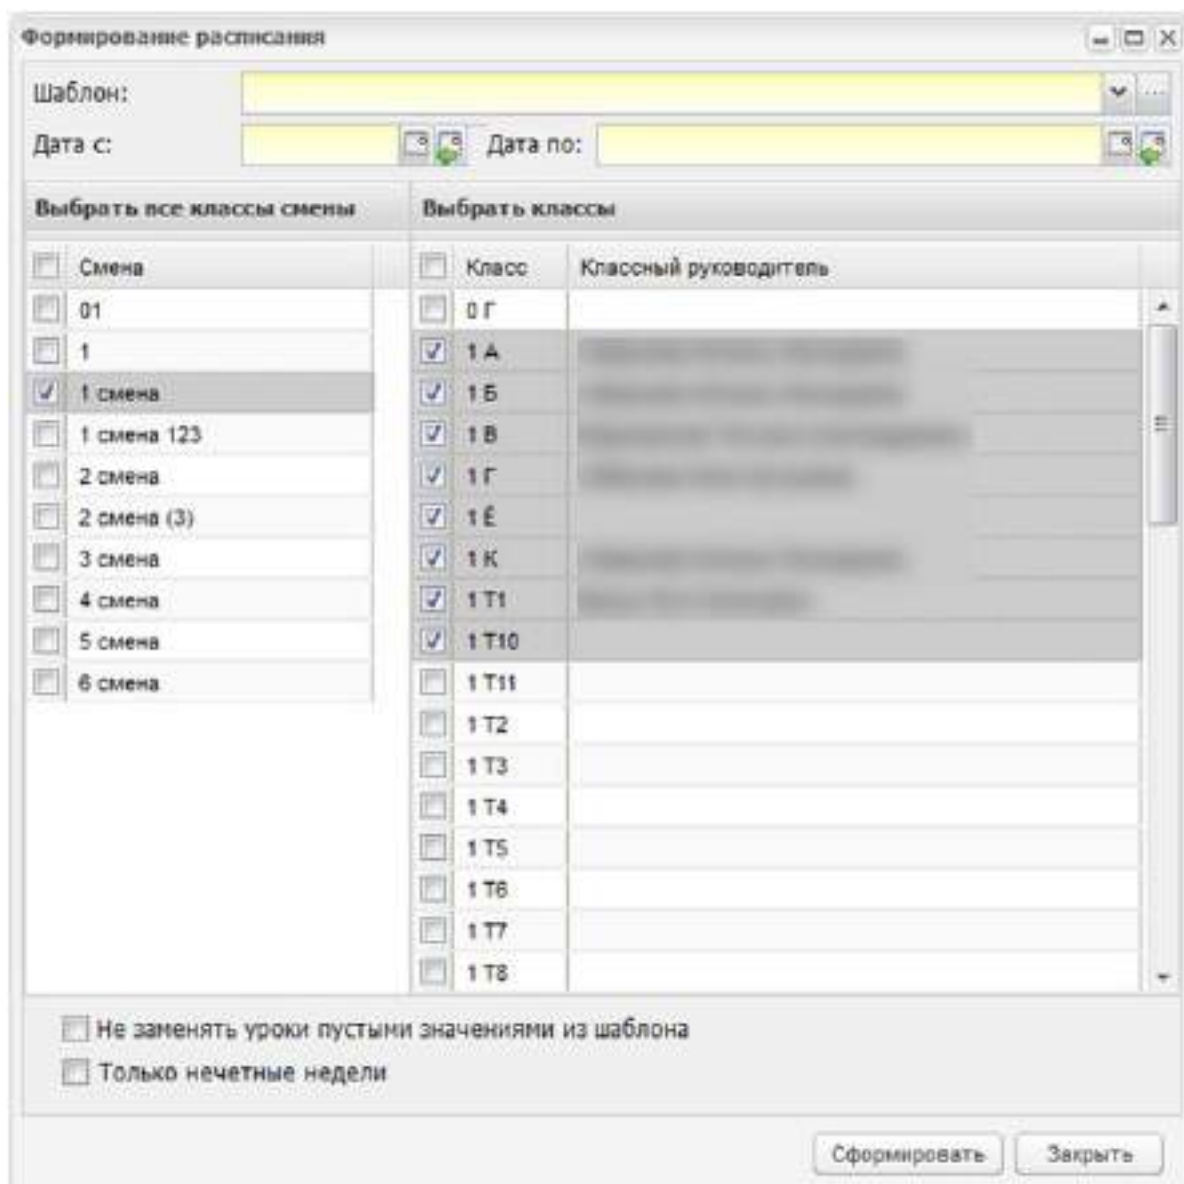 Формирование расписания
Шаблон:
Дата с: Дата по:
Выбрать все классы смены Выбрать классы
Смена Класс Классный руководитель
01 0 Г
1 1 А
1 смена 1 Б
1 смена 123 1 В
2 смена 1 Г
2 смена (3) 1 Ё
3 смена 1 К
4 смена 1 Т1
5 смена 1 Т10
6 смена 1 Т11
1 Т2
1 Т3
1 Т4
1 Т5
1 Т6
1 Т7
1 Т8
Не заменять уроки пустыми значениями из шаблона
Только нечетные недели
Сформировать Закрыть